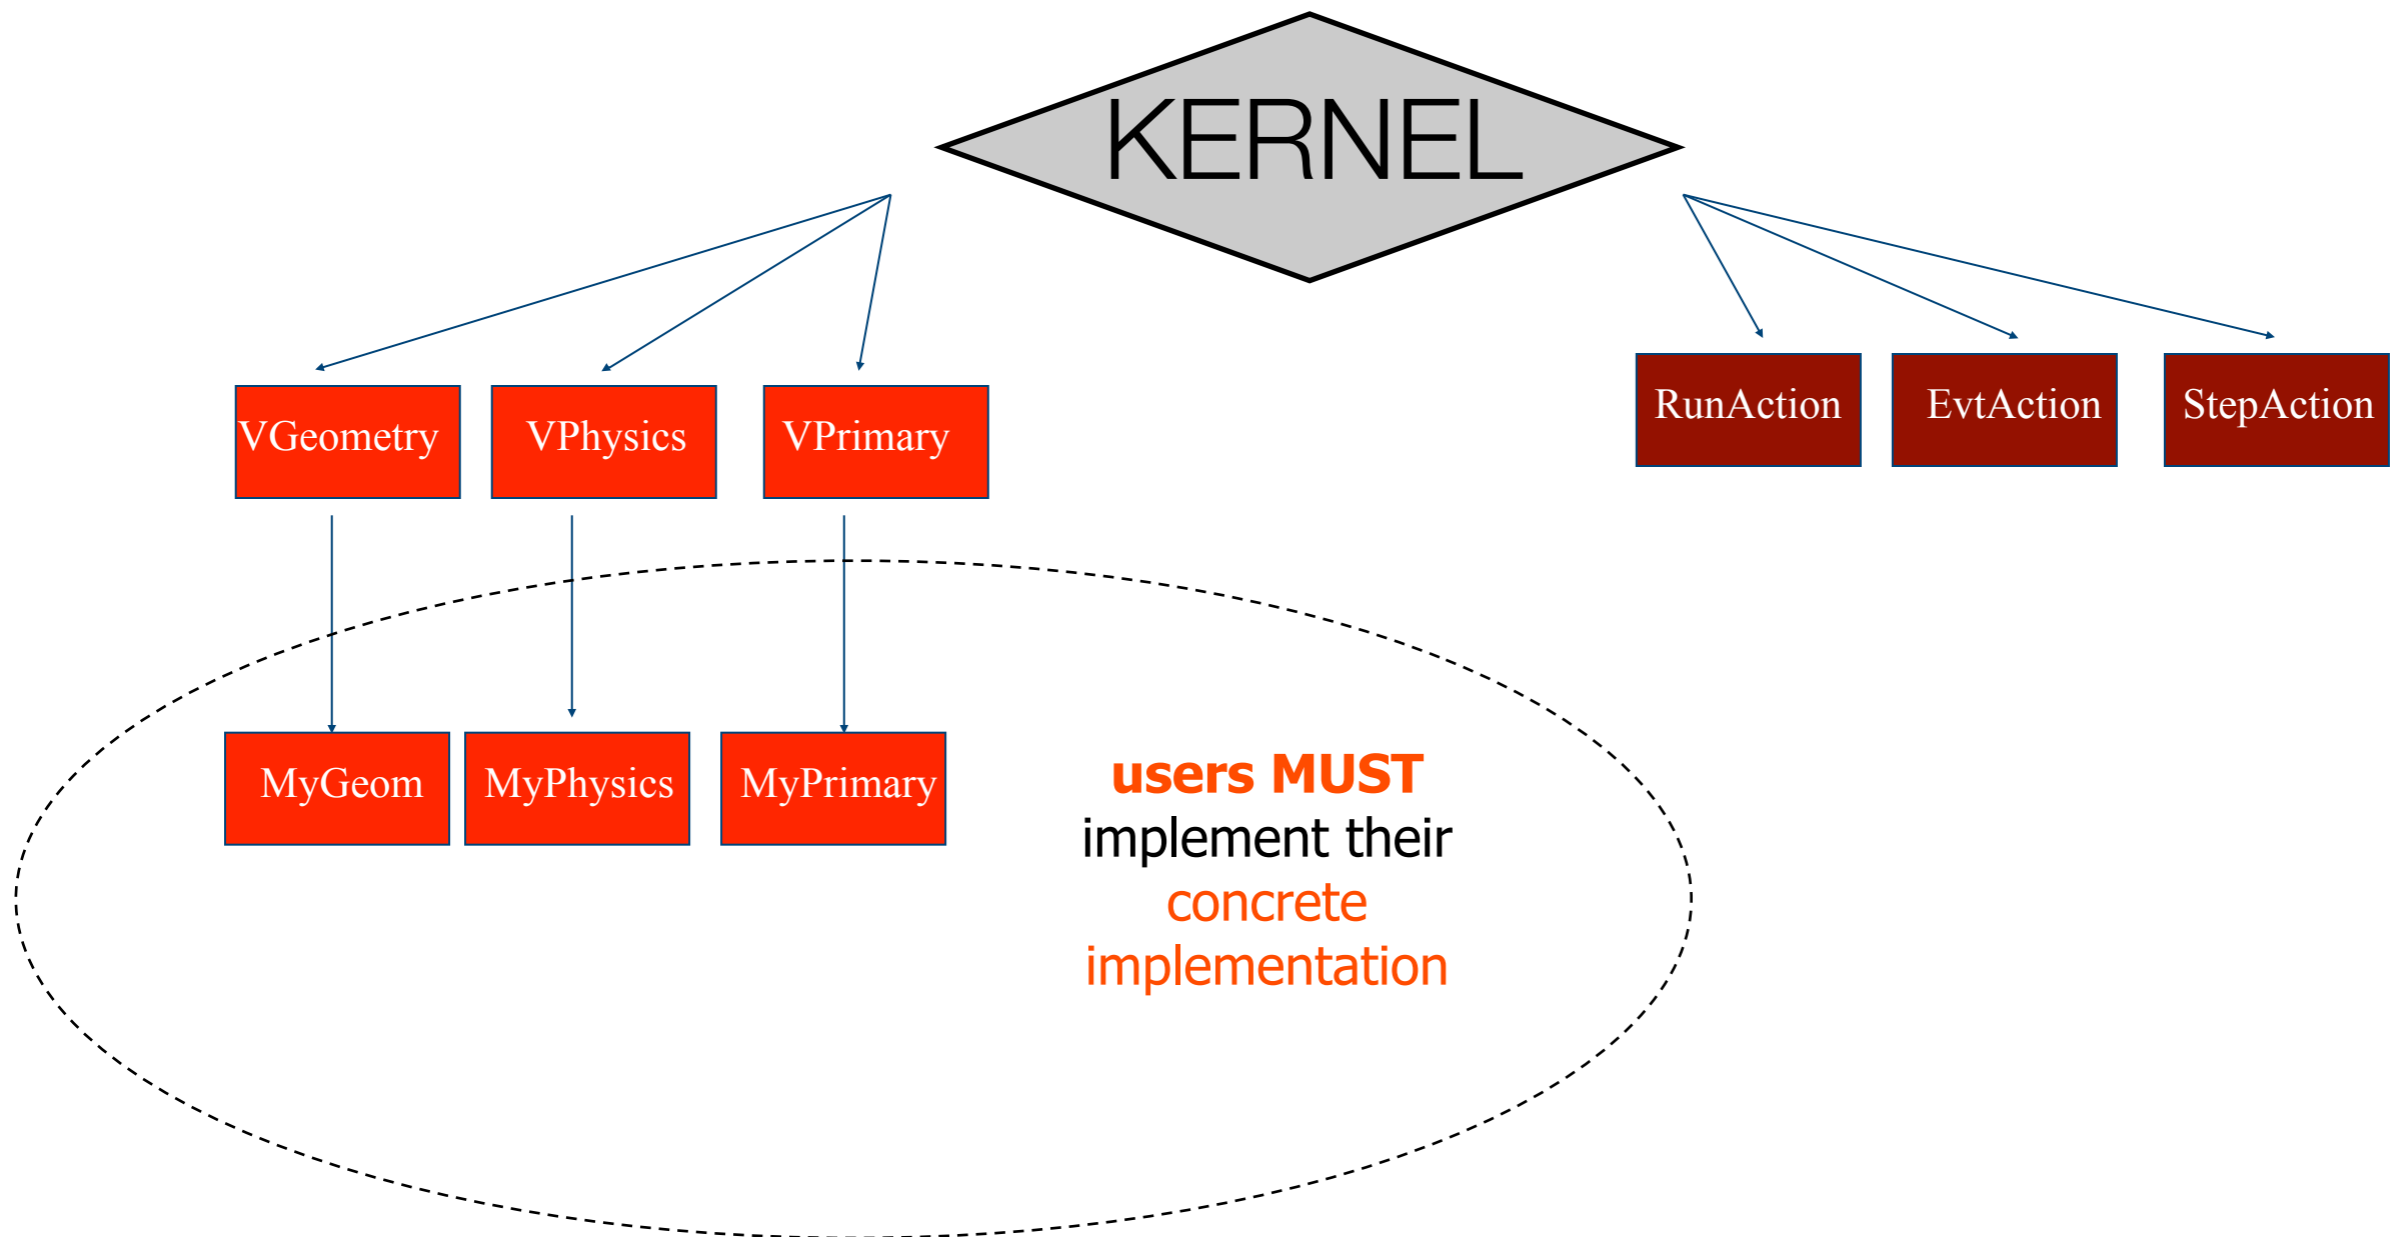 KERNEL
VGeometry
VPhysics
VPrimary
RunAction
EvtAction
StepAction
MyGeom
MyPhysics
MyPrimary
users MUST
implement their
concrete
implementation